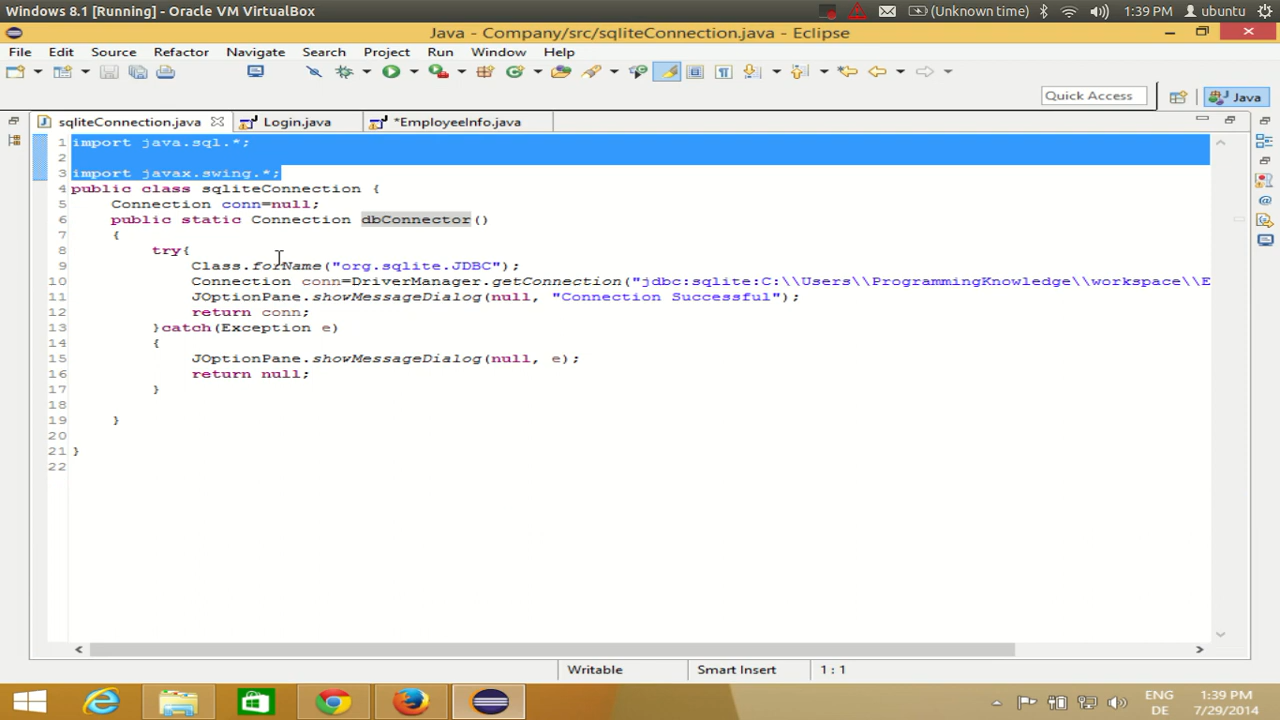 Windows 8.1 [Running] - Oracle VM VirtualBox
(Unknown time) 1:39 PM ubuntu
Java - Company/src/sqliteConnection.java - Eclipse
File Edit Source Refactor Navigate Search Project Run Window Help
Quick Access Java
sqliteConnection.java Login.java *EmployeeInfo.java
1 import java.sql.*;
2
3 import javax.swing.*;
4 public class sqliteConnection {
5 Connection conn=null;
6 public static Connection dbConnector()
7 {
8 try{
9 Class.forName("org.sqlite.JDBC");
10 Connection conn=DriverManager.getConnection("jdbc:sqlite:C:\\Users\\ProgrammingKnowledge\\workspace\\E
11 JOptionPane.showMessageDialog(null, "Connection Successful");
12 return conn;
13 }catch(Exception e)
14 {
15 JOptionPane.showMessageDialog(null, e);
16 return null;
17 }
18
19 }
20
21 }
22
Writable Smart Insert 1 : 1
ENG 1:39 PM
DE 7/29/2014